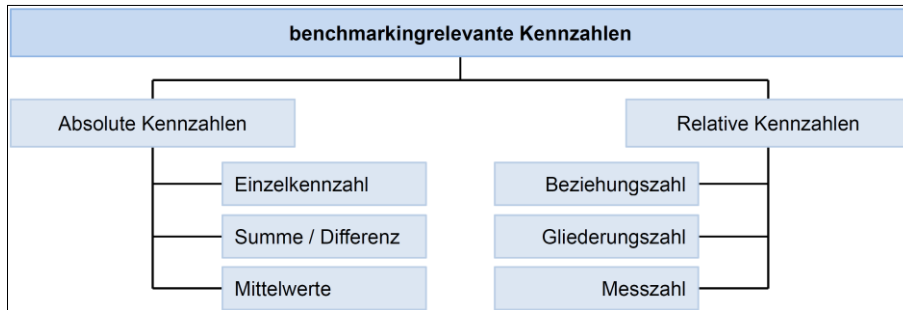 benchmarkingrelevante Kennzahlen
Absolute Kennzahlen
Relative Kennzahlen
Einzelkennzahl
Beziehungszahl
Summe / Differenz
Gliederungszahl
Mittelwerte
Messzahl